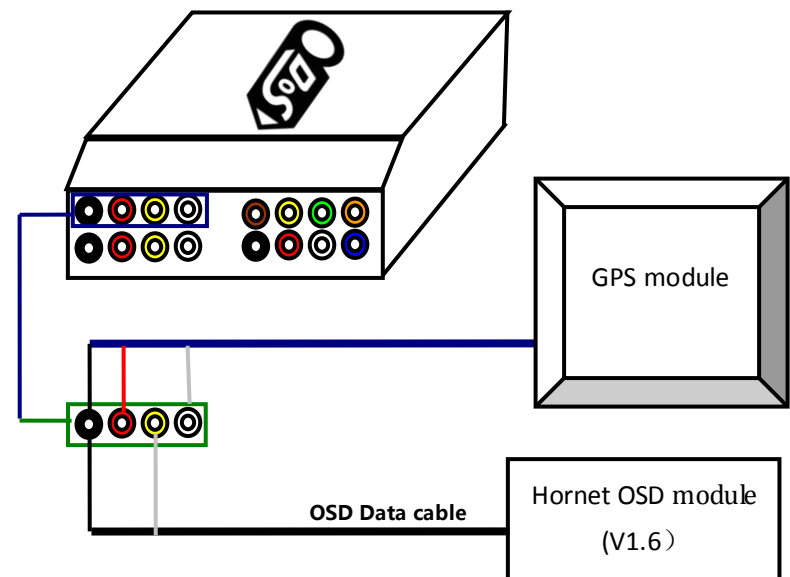 GPS module
OSD Data cable
Hornet OSD module
(V1.6）